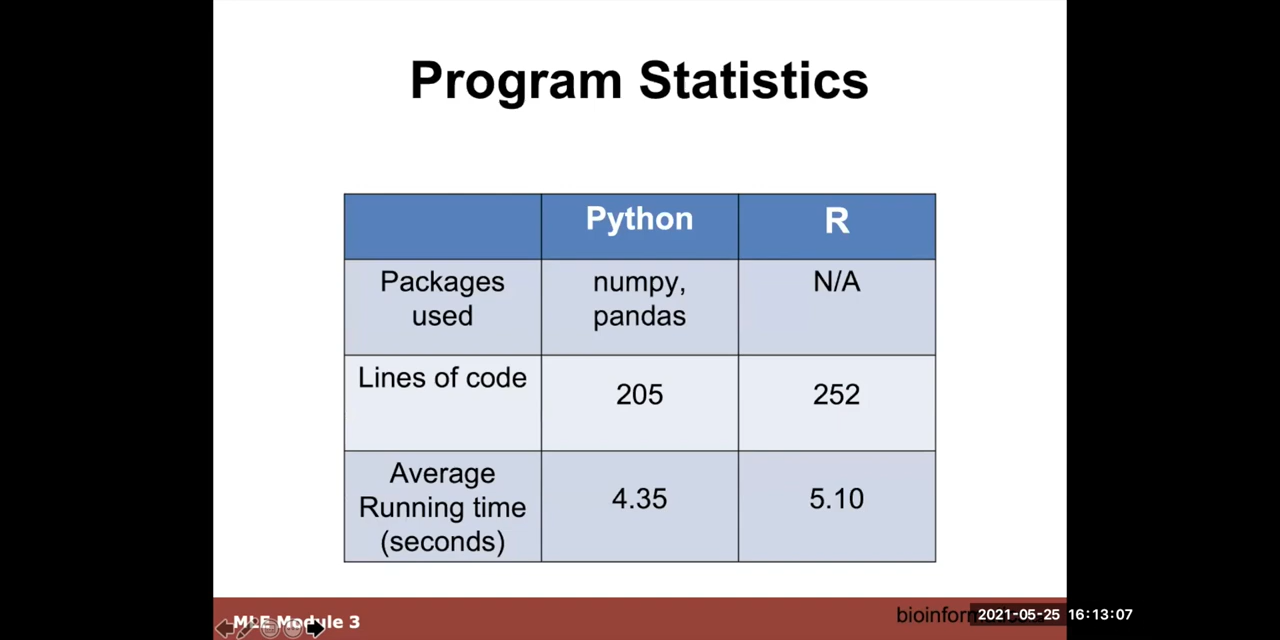 Program Statistics
Python
R
Packages
used
numpy,
pandas
N/A
Lines of code
205
252
Average
Running time
(seconds)
4.35
5.10
MLE Module 3
2021-05-25 16:13:07